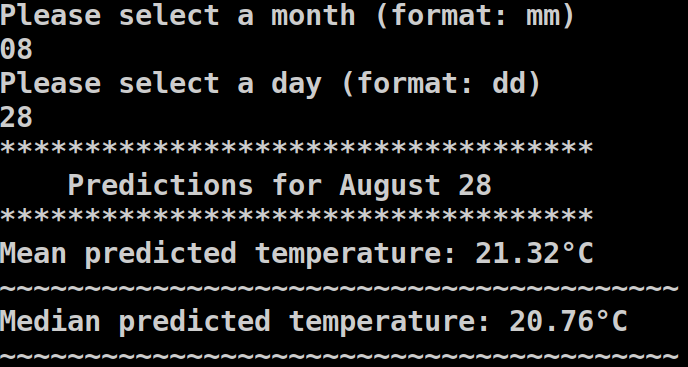 Please select a month (format: mm)
08
Please select a day (format: dd)
28
***********************************
    Predictions for August 28
***********************************
Mean predicted temperature: 21.32°C
~~~~~~~~~~~~~~~~~~~~~~~~~~~~~~~~~~~~~~~~
Median predicted temperature: 20.76°C
~~~~~~~~~~~~~~~~~~~~~~~~~~~~~~~~~~~~~~~~